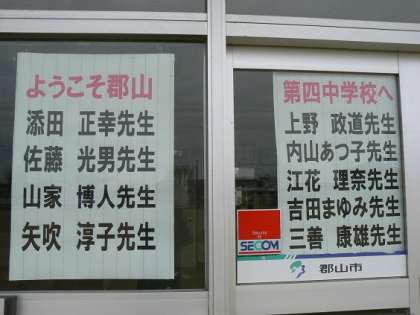 ようこそ郡山
添田 正幸先生
佐藤 光男先生
山家 博人先生
矢吹 淳子先生
第四中学校へ
上野 政道先生
内山あつ子先生
江花 理奈先生
吉田まゆみ先生
三善 康雄先生
SECOM
郡山市